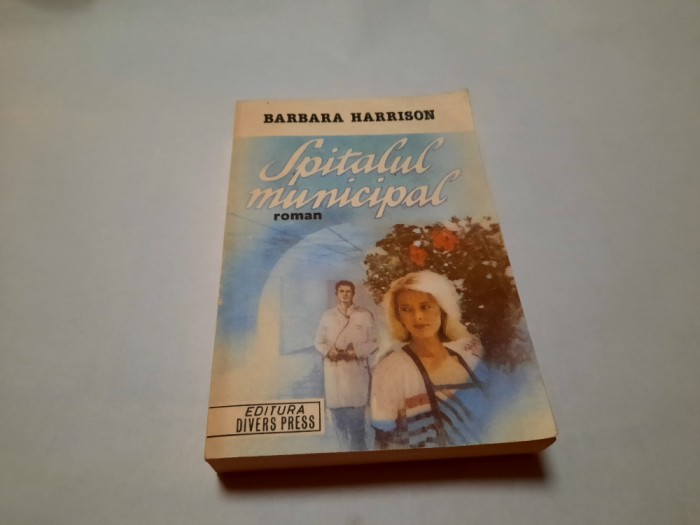 BARBARA HARRISON
Spitalul
municipal
roman
EDITURA
DIVERS PRESS